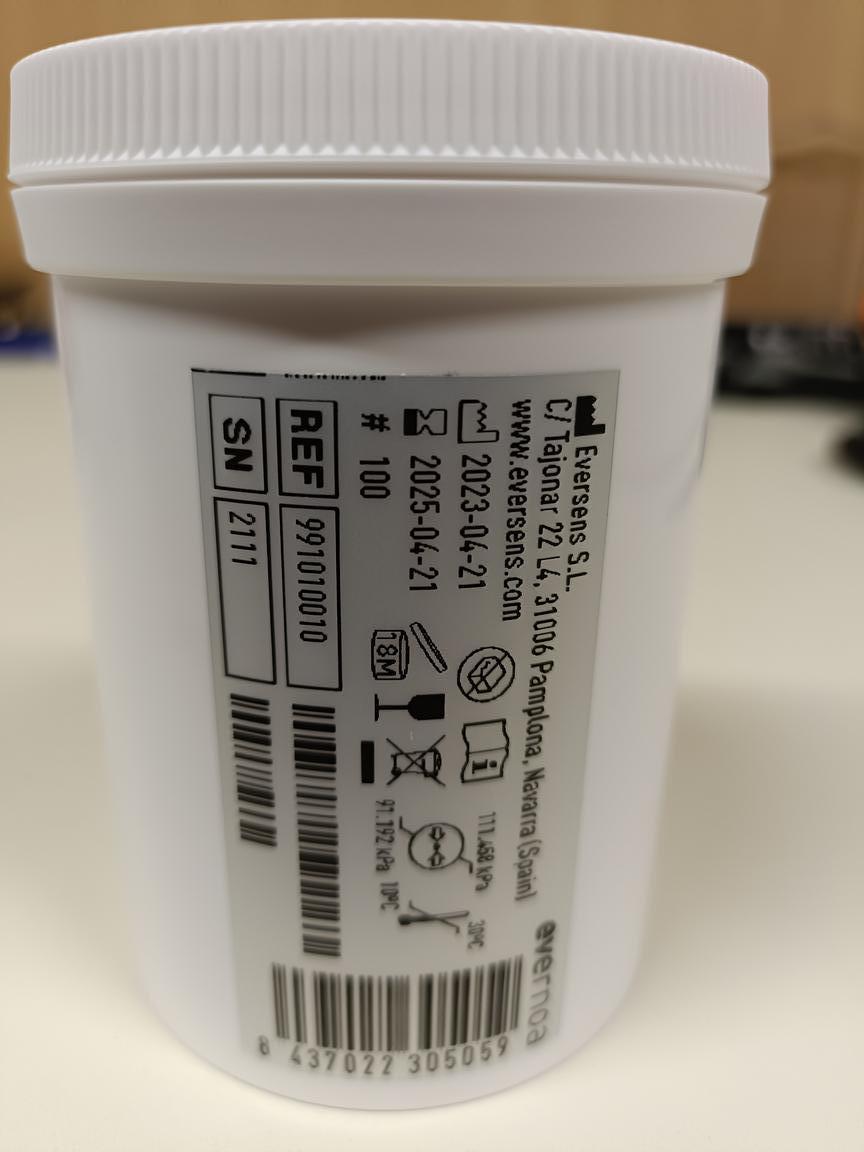 Eversens S.L.
C/ Tajonar 22 L4, 31006 Pamplona, Navarra (Spain)
www.eversens.com
2023-04-21
2025-04-21
# 100
18M
i
111.458 kPa
91.192 kPa
30ºC
10ºC
REF 991010010
SN 2111
evernoa
8 437022 305059